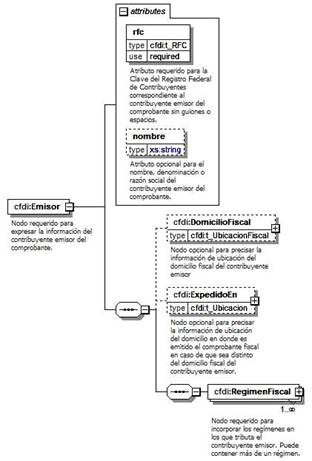 attributes
rfc
type cfdi:t_RFC
use required
Atributo requerido para la
Clave del Registro Federal
de Contribuyentes
correspondiente al
contribuyente emisor del
comprobante sin guiones o
espacios.
nombre
type xs:string
Atributo opcional para el
nombre, denominación o
razón social del
contribuyente emisor del
comprobante.
cfdi:Emisor
Nodo requerido para
expresar la información del
contribuyente emisor del
comprobante.
cfdi:DomicilioFiscal
type cfdi:t_UbicacionFiscal
Nodo opcional para precisar la
información de ubicación del
domicilio fiscal del contribuyente
emisor
cfdi:ExpedidoEn
type cfdi:t_Ubicacion
Nodo opcional para precisar
la información de ubicación
del domicilio en donde es
emitido el comprobante fiscal
en caso de que sea distinto
del domicilio fiscal del
contribuyente emisor.
cfdi:RegimenFiscal
1..∞
Nodo requerido para
incorporar los regímenes en
los que tributa el
contribuyente emisor. Puede
contener más de un régimen.